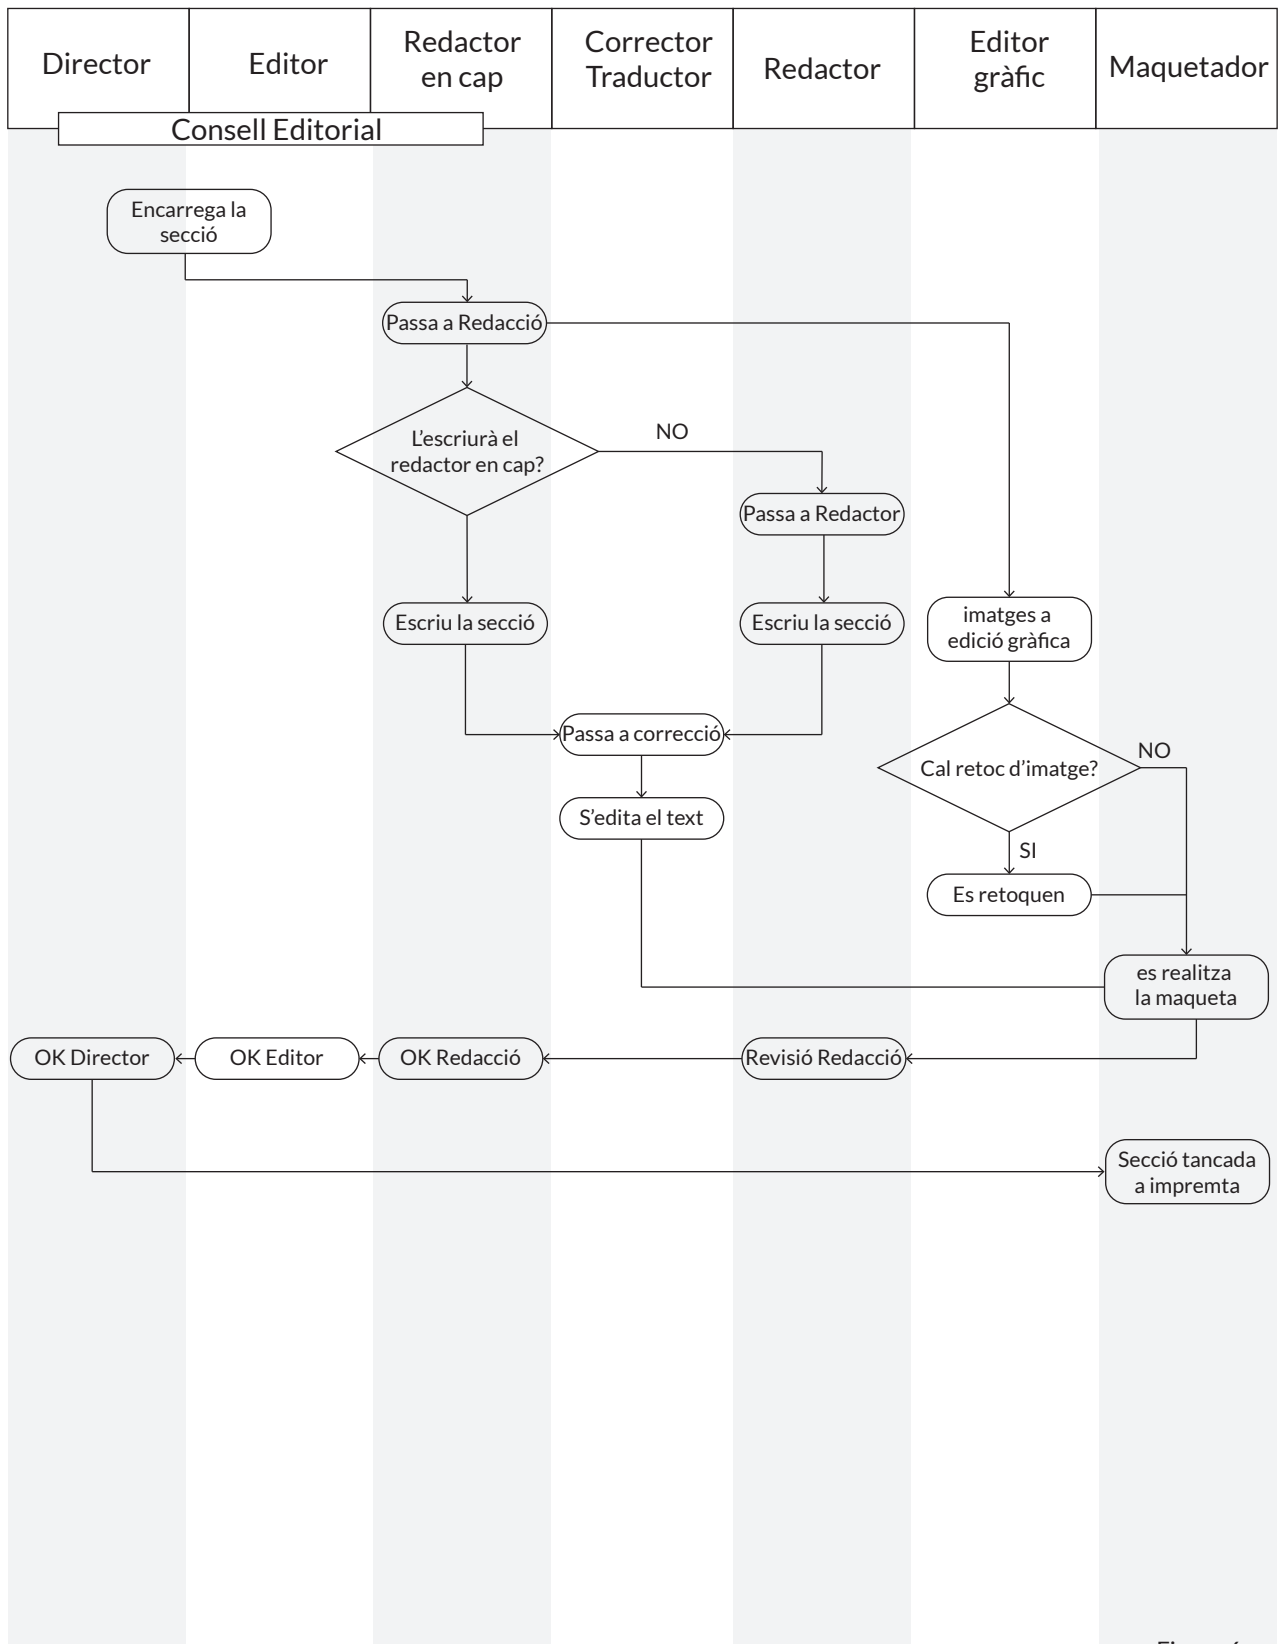 Director
Editor
Redactor
en cap
Corrector
Traductor
Redactor
Editor
gràfic
Maquetador
Consell Editorial
Encarrega la
secció
Passa a Redacció
L'escriurà el
redactor en cap?
NO
Passa a Redactor
Escriu la secció
Escriu la secció
imatges a
edició gràfica
Passa a correcció
Cal retoc d'imatge?
NO
S'edita el text
SI
Es retoquen
es realitza
la maqueta
OK Director
OK Editor
OK Redacció
Revisió Redacció
Secció tancada
a impremta